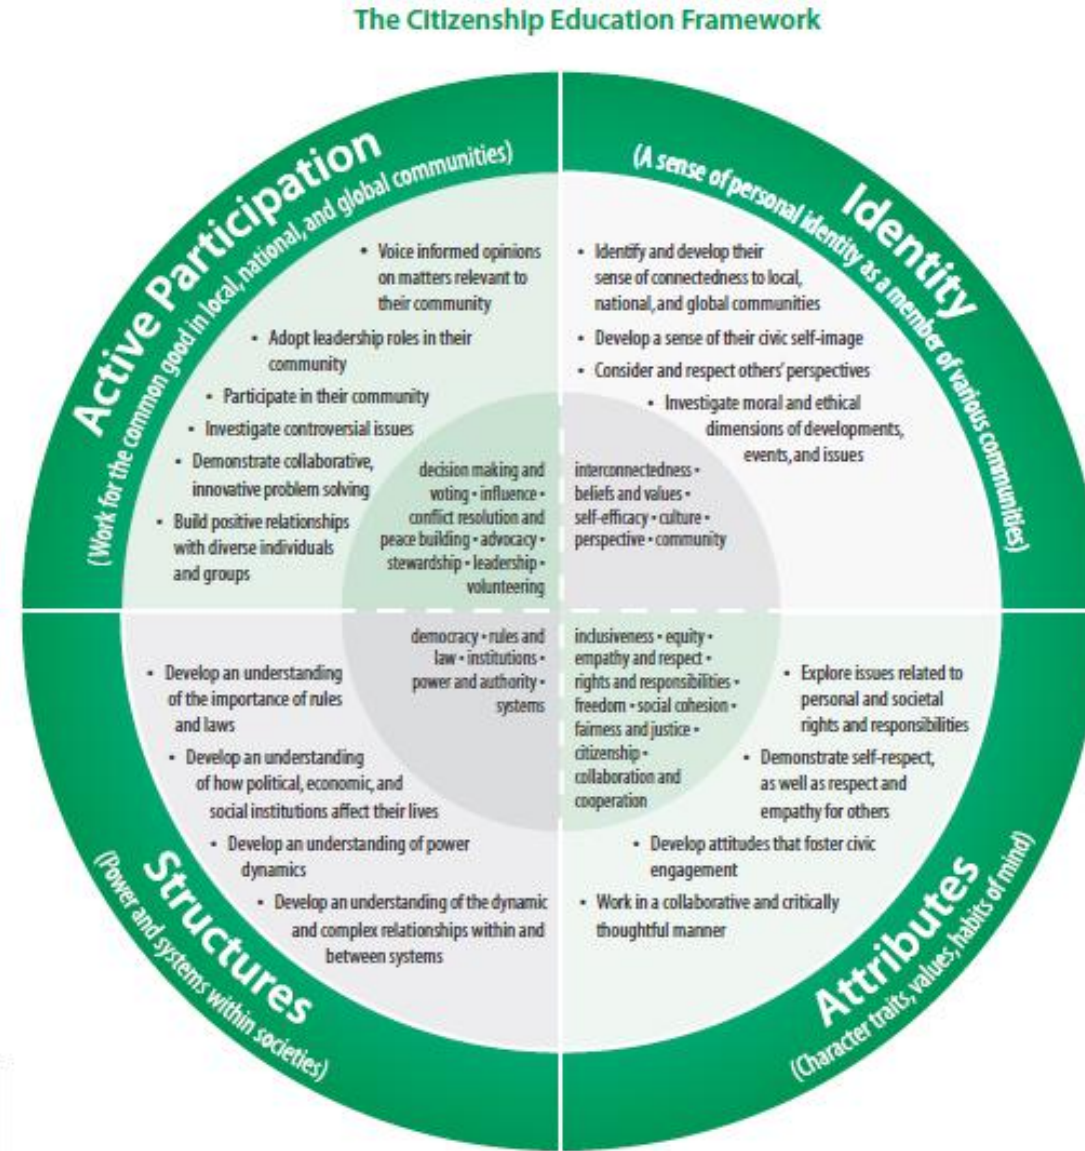 The Citizenship Education Framework
Active Participation
(Work for the common good in local, national, and global communities)
• Voice informed opinions
on matters relevant to
their community
• Adopt leadership roles in their
community
• Participate in their community
• Investigate controversial issues
• Demonstrate collaborative,
innovative problem solving
• Build positive relationships
with diverse individuals
and groups
decision making and
voting • influence •
conflict resolution and
peace building • advocacy •
stewardship • leadership •
volunteering
Identity
(A sense of personal identity as a member of various communities)
• Identify and develop their
sense of connectedness to local,
national, and global communities
• Develop a sense of their civic self-image
• Consider and respect others' perspectives
• Investigate moral and ethical
dimensions of developments,
events, and issues
interconnectedness •
beliefs and values •
self-efficacy • culture •
perspective • community
Structures
(Power and systems within societies)
• Develop an understanding
of the importance of rules
and laws
• Develop an understanding
of how political, economic, and
social institutions affect their lives
• Develop an understanding of power
dynamics
• Develop an understanding of the dynamic
and complex relationships within and
between systems
democracy • rules and
law • institutions •
power and authority •
systems
Attributes
(Character traits, values, habits of mind)
inclusiveness • equity •
empathy and respect •
rights and responsibilities •
freedom • social cohesion •
fairness and justice •
citizenship •
collaboration and
cooperation
• Explore issues related to
personal and societal
rights and responsibilities
• Demonstrate self-respect,
as well as respect and
empathy for others
• Develop attitudes that foster civic
engagement
• Work in a collaborative and critically
thoughtful manner